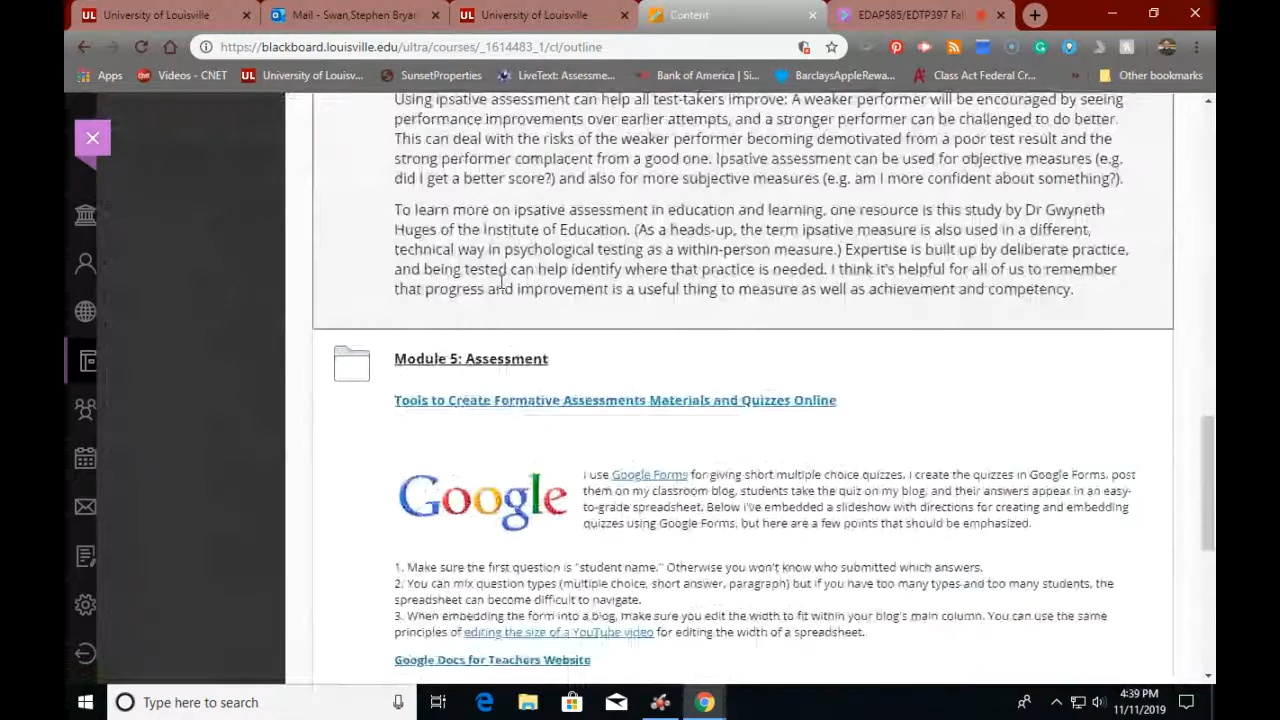 University of Louisville
Mail - Swan,Stephen Bryan
University of Louisville
Content
EDAP585/EDTP397 Fal
https://blackboard.louisville.edu/ultra/courses/_1614483_1/cl/outline
Apps
Videos - CNET
University of Louisv...
SunsetProperties
LiveText: Assessme...
Bank of America | Si...
BarclaysAppleRewa...
Class Act Federal Cr...
»
Other bookmarks
Using ipsative assessment can help all test-takers improve: A weaker performer will be encouraged by seeing
performance improvements over earlier attempts, and a stronger performer can be challenged to do better.
This can deal with the risks of the weaker performer becoming demotivated from a poor test result and the
strong performer complacent from a good one. Ipsative assessment can be used for objective measures (e.g.
did I get a better score?) and also for more subjective measures (e.g. am I more confident about something?).
To learn more on ipsative assessment in education and learning, one resource is this study by Dr Gwyneth
Huges of the Institute of Education. (As a heads-up, the term ipsative measure is also used in a different,
technical way in psychological testing as a within-person measure.) Expertise is built up by deliberate practice,
and being tested can help identify where that practice is needed. I think it's helpful for all of us to remember
that progress and improvement is a useful thing to measure as well as achievement and competency.
Module 5: Assessment
Tools to Create Formative Assessments Materials and Quizzes Online
Google
I use Google Forms for giving short multiple choice quizzes. I create the quizzes in Google Forms, post
them on my classroom blog, students take the quiz on my blog, and their answers appear in an easy-
to-grade spreadsheet. Below I've embedded a slideshow with directions for creating and embedding
quizzes using Google Forms, but here are a few points that should be emphasized.
1. Make sure the first question is "student name." Otherwise you won't know who submitted which answers.
2. You can mix question types (multiple choice, short answer, paragraph) but if you have too many types and too many students, the
spreadsheet can become difficult to navigate.
3. When embedding the form into a blog, make sure you edit the width to fit within your blog's main column. You can use the same
principles of editing the size of a YouTube video for editing the width of a spreadsheet.
Google Docs for Teachers Website
Type here to search
4:39 PM
11/11/2019